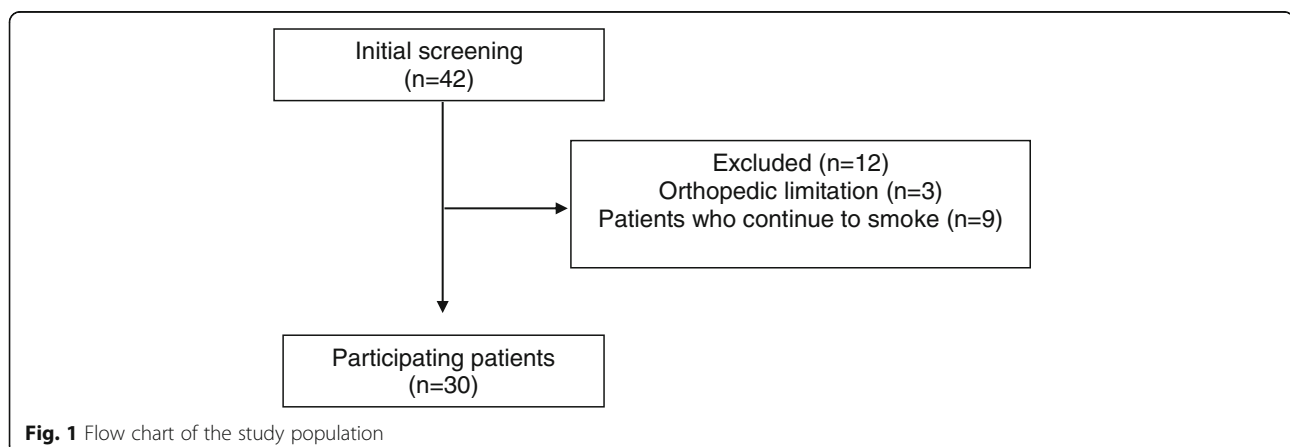 Initial screening
(n=42)
Excluded (n=12)
Orthopedic limitation (n=3)
Patients who continue to smoke (n=9)
Participating patients
(n=30)
Fig. 1 Flow chart of the study population